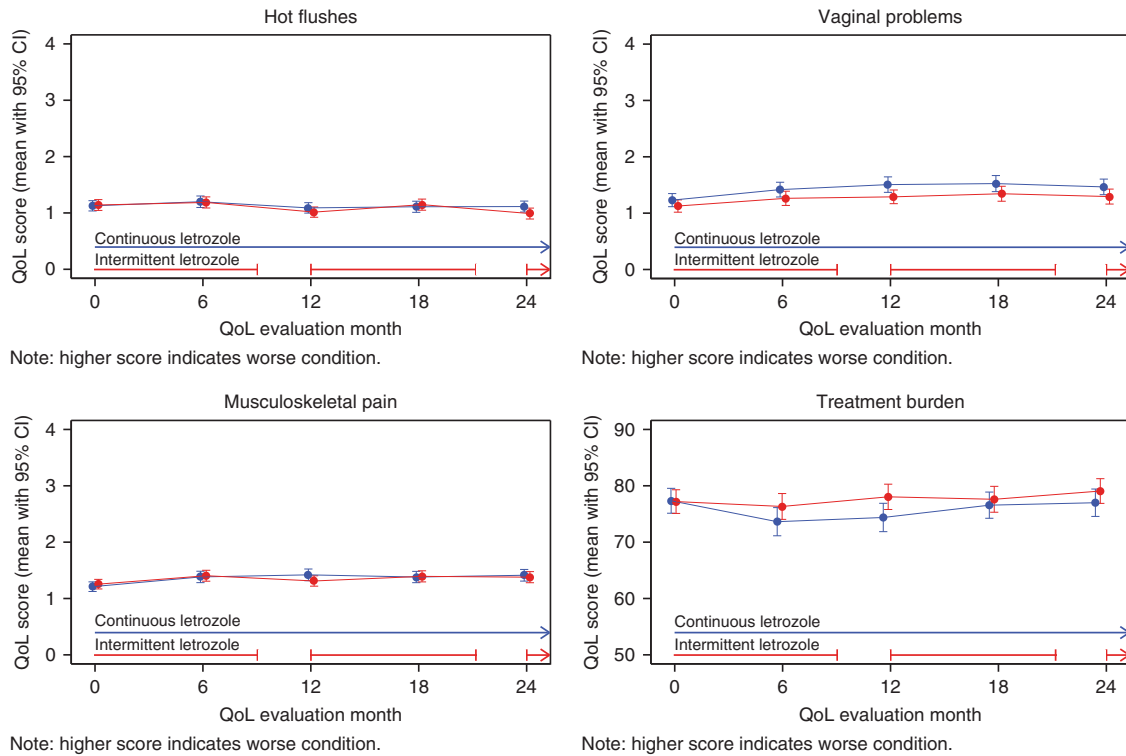 Hot flushes
QoL score (mean with 95% CI)
4
3
2
1
0
Continuous letrozole
Intermittent letrozole
0 6 12 18 24
QoL evaluation month
Note: higher score indicates worse condition.
Vaginal problems
QoL score (mean with 95% CI)
4
3
2
1
0
Continuous letrozole
Intermittent letrozole
0 6 12 18 24
QoL evaluation month
Note: higher score indicates worse condition.
Musculoskeletal pain
QoL score (mean with 95% CI)
4
3
2
1
0
Continuous letrozole
Intermittent letrozole
0 6 12 18 24
QoL evaluation month
Note: higher score indicates worse condition.
Treatment burden
QoL score (mean with 95% CI)
90
80
70
60
50
Continuous letrozole
Intermittent letrozole
0 6 12 18 24
QoL evaluation month
Note: higher score indicates worse condition.